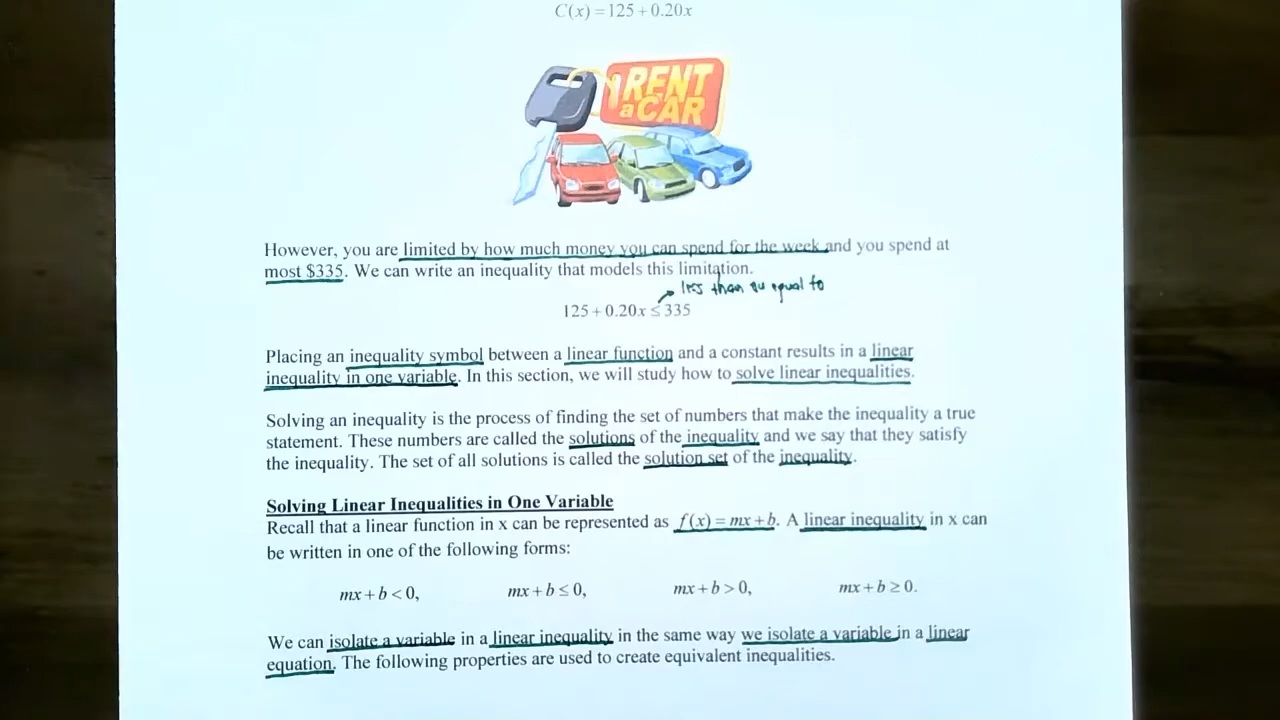 C(x) = 125 + 0.20x
RENT
a CAR
However, you are limited by how much money you can spend for the week and you spend at
most $335. We can write an inequality that models this limitation.
less than or equal to
125 + 0.20x ≤ 335
Placing an inequality symbol between a linear function and a constant results in a linear
inequality in one variable. In this section, we will study how to solve linear inequalities.
Solving an inequality is the process of finding the set of numbers that make the inequality a true
statement. These numbers are called the solutions of the inequality and we say that they satisfy
the inequality. The set of all solutions is called the solution set of the inequality.
Solving Linear Inequalities in One Variable
Recall that a linear function in x can be represented as f(x) = mx + b. A linear inequality in x can
be written in one of the following forms:
mx + b < 0, mx + b ≤ 0, mx + b > 0, mx + b ≥ 0.
We can isolate a variable in a linear inequality in the same way we isolate a variable in a linear
equation. The following properties are used to create equivalent inequalities.